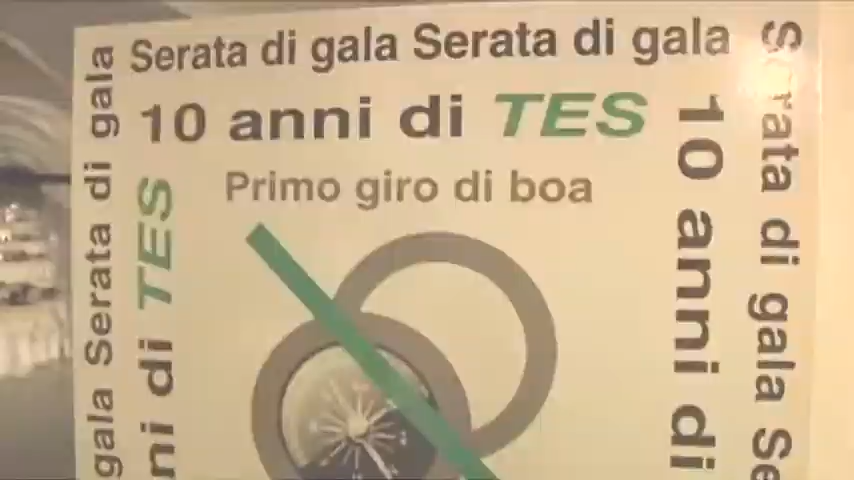 Serata di gala Serata di gala
10 anni di TES
Primo giro di boa
gala Serata di gala
ni di TES
10 anni di
Serata di gala Se